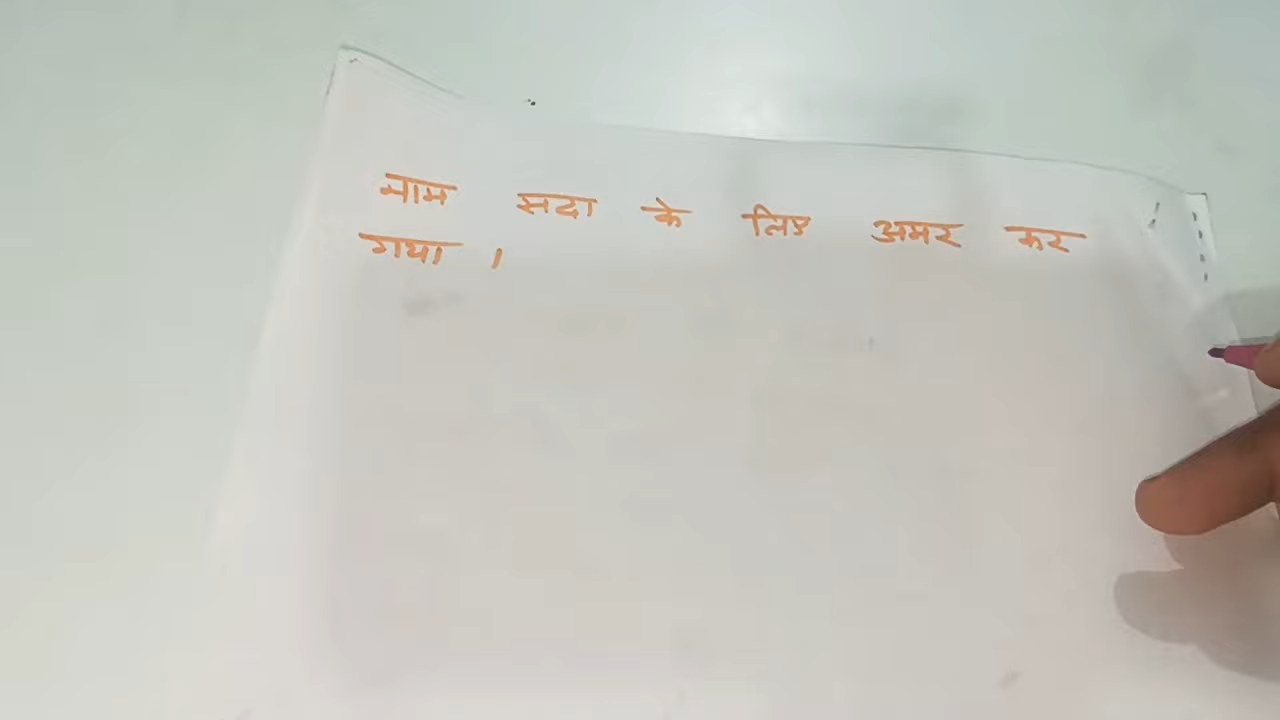 नाम सदा के लिए अमर कर
गया ।